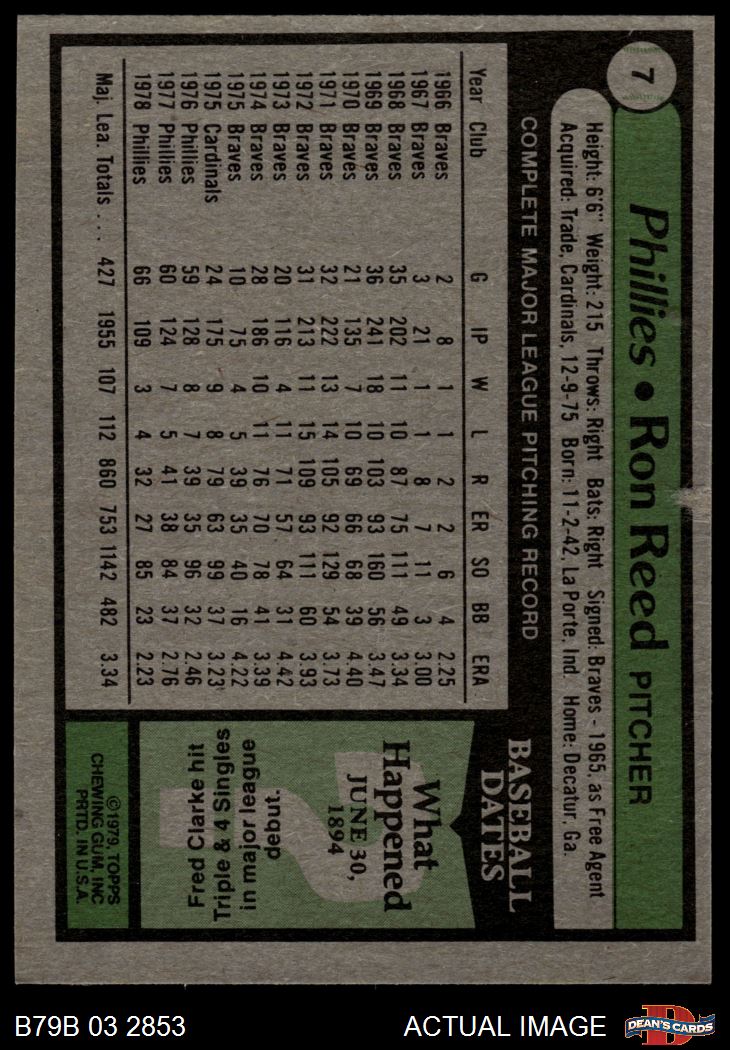 7
Phillies • Ron Reed PITCHER
Height: 6'6" Weight: 215 Throws: Right Bats: Right Signed: Braves - 1965, as Free Agent
Acquired: Trade, Cardinals, 12-9-75 Born: 11-2-42, La Porte, Ind. Home: Decatur, Ga.
COMPLETE MAJOR LEAGUE PITCHING RECORD
Year Club G IP W L R ER SO BB ERA
1966 Braves 2 8 1 1 2 2 6 4 2.25
1967 Braves 3 21 1 1 8 7 11 3 3.00
1968 Braves 35 202 11 10 87 75 111 49 3.34
1969 Braves 36 241 18 10 103 93 160 56 3.47
1970 Braves 21 135 7 10 69 66 68 39 4.40
1971 Braves 32 222 13 14 105 92 129 54 3.73
1972 Braves 31 213 11 15 109 93 111 60 3.93
1973 Braves 20 116 4 11 71 57 64 31 4.42
1974 Braves 28 186 10 11 76 70 78 41 3.39
1975 Braves 10 75 4 5 39 35 40 16 4.22
1975 Cardinals 24 175 9 8 79 63 99 37 3.23
1976 Phillies 59 128 8 7 39 35 96 32 2.46
1977 Phillies 60 124 7 5 41 38 84 37 2.76
1978 Phillies 66 109 3 4 32 27 85 23 2.23
Maj. Lea. Totals . . . 427 1955 107 112 860 753 1142 482 3.34
BASEBALL
DATES
What
Happened
JUNE 30,
1894
Fred Clarke hit
Triple & 4 Singles
in major league
debut.
©1979, TOPPS
CHEWING GUM, INC
PRTD. IN U.S.A.
B79B 03 2853
ACTUAL IMAGE
D
DEAN'S CARDS